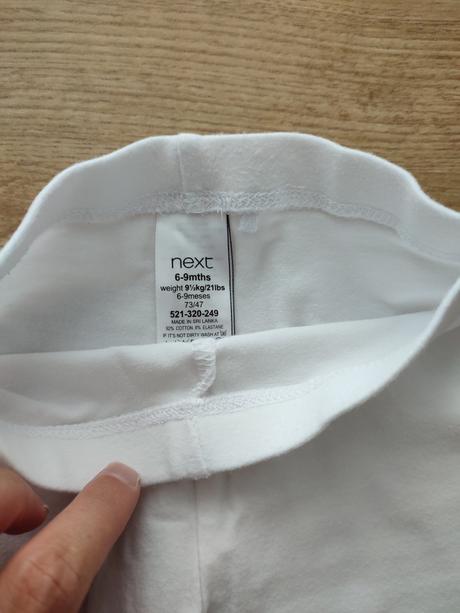 next
6-9mths
weight 9½kg/21lbs
6-9meses
73/47
521-320-249
MADE IN SRI LANKA
92% COTTON 8% ELASTANE
IF IT'S NOT DIRTY WASH AT